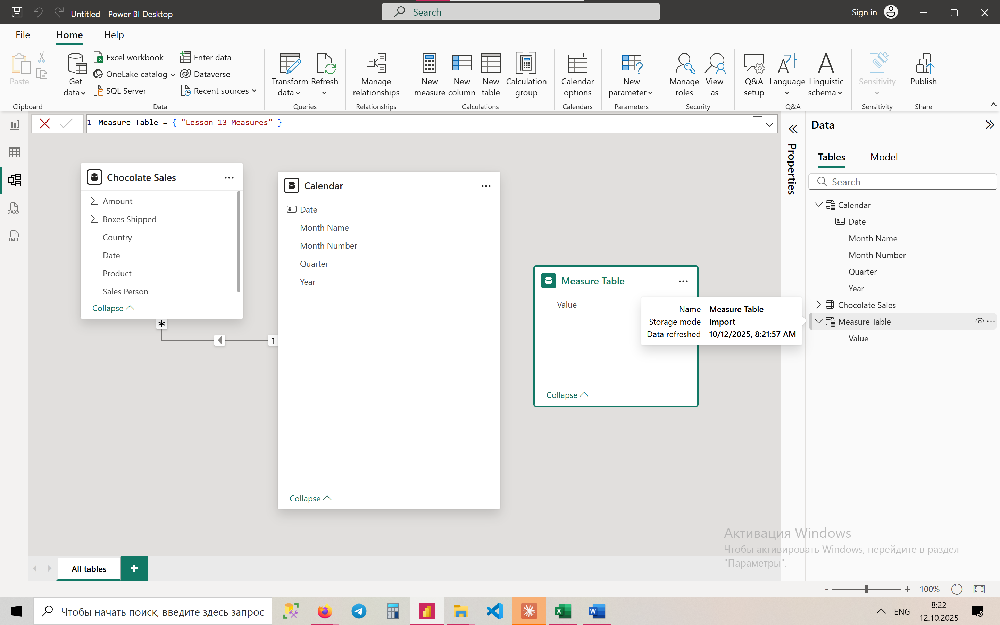 Untitled - Power BI Desktop
Search
Sign in
File
Home
Help
Paste
Clipboard
Get data
Excel workbook
OneLake catalog
SQL Server
Enter data
Dataverse
Recent sources
Data
Transform data
Refresh
Queries
Manage relationships
Relationships
New measure
New column
New table
Calculation group
Calculations
Calendar options
Calendars
New parameter
Parameters
Manage roles
View as
Security
Q&A setup
Language
Linguistic schema
Q&A
Sensitivity
Sensitivity
Publish
Share
1 Measure Table = { "Lesson 13 Measures" }
DAX
TMDL
Chocolate Sales
Amount
Boxes Shipped
Country
Date
Product
Sales Person
Collapse
*
1
Calendar
Date
Month Name
Month Number
Quarter
Year
Collapse
Measure Table
Value
Collapse
Name Measure Table
Storage mode Import
Data refreshed 10/12/2025, 8:21:57 AM
Properties
Data
Tables
Model
Search
Calendar
Date
Month Name
Month Number
Quarter
Year
Chocolate Sales
Measure Table
Value
Активация Windows
Чтобы активировать Windows, перейдите в раздел
"Параметры".
All tables
+
- + 100%
Чтобы начать поиск, введите здесь запрос
ENG
8:22
12.10.2025